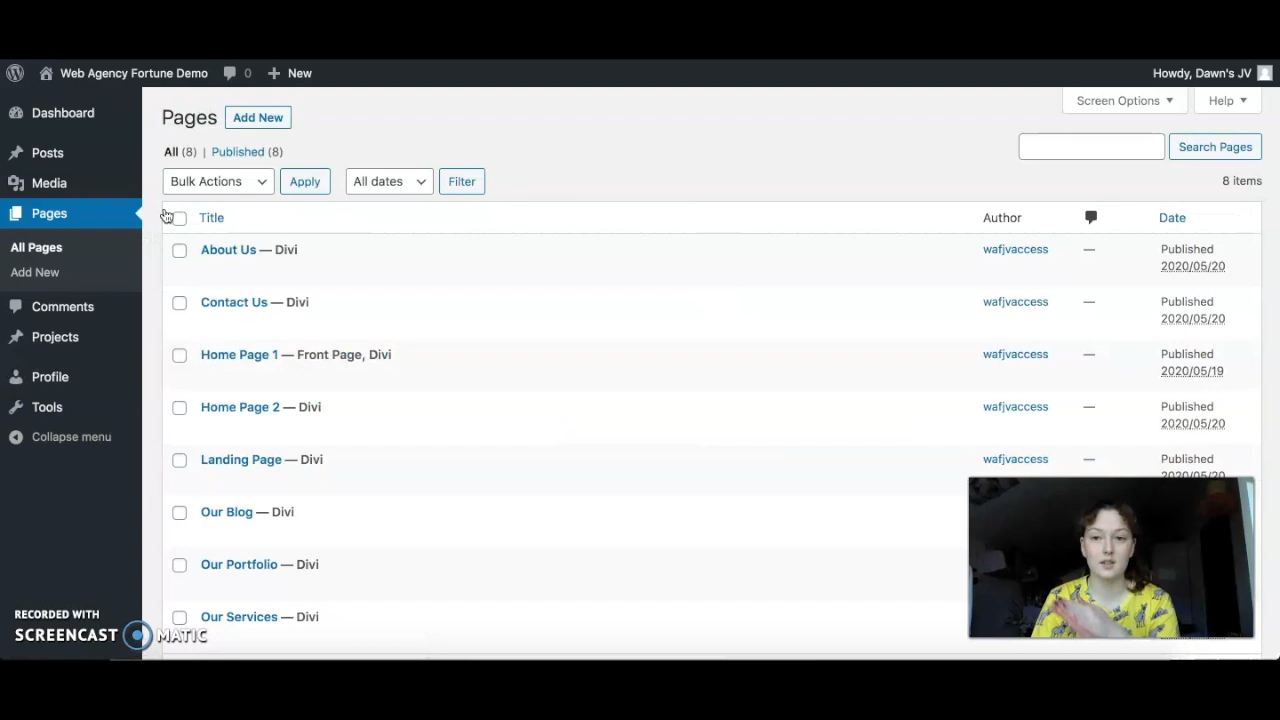 Web Agency Fortune Demo 0 New Howdy, Dawn's JV
Dashboard
Posts
Media
Pages
All Pages
Add New
Comments
Projects
Profile
Tools
Collapse menu
Screen Options Help
Pages Add New
All (8) | Published (8)
Search Pages
Bulk Actions Apply All dates Filter 8 items
Title Author Date
About Us — Divi wafjvaccess — Published
2020/05/20
Contact Us — Divi wafjvaccess — Published
2020/05/20
Home Page 1 — Front Page, Divi wafjvaccess — Published
2020/05/19
Home Page 2 — Divi wafjvaccess — Published
2020/05/20
Landing Page — Divi wafjvaccess — Published
2020/05/20
Our Blog — Divi
Our Portfolio — Divi
Our Services — Divi
RECORDED WITH
SCREENCAST MATIC